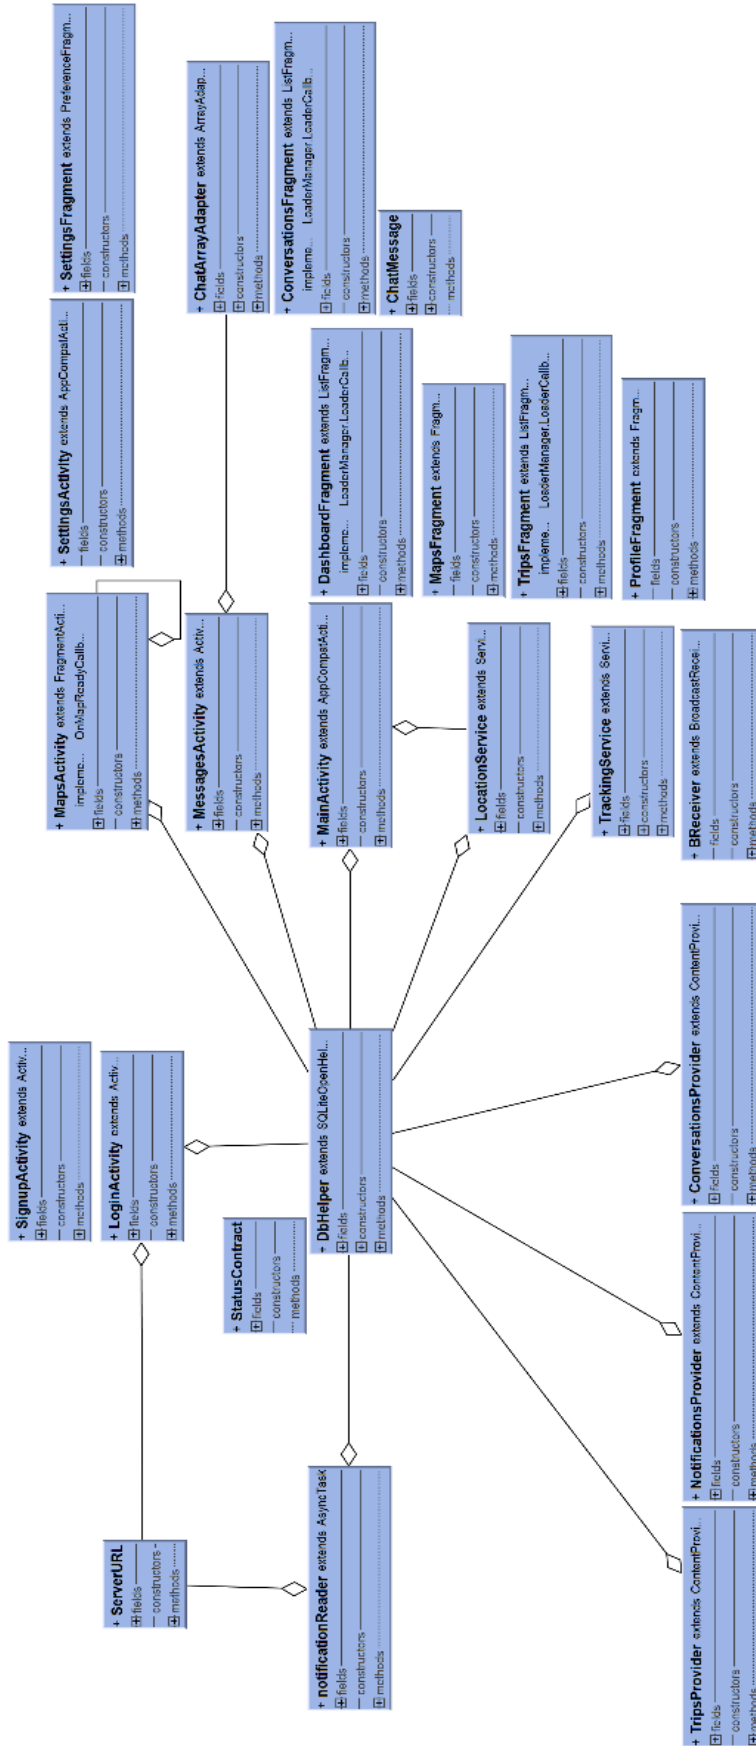 + SignupActivity extends Activ...
fields
constructors
methods
+ MapsActivity extends FragmentActi...
impleme... OnMapReadyCallb...
fields
constructors
methods
+ SettingsActivity extends AppCompatActi...
fields
constructors
methods
+ SettingsFragment extends PreferenceFragm...
fields
constructors
methods
+ ServerURL
fields
constructors
methods
+ LoginActivity extends Activ...
fields
constructors
methods
+ MessagesActivity extends Activ...
fields
constructors
methods
+ ChatArrayAdapter extends ArrayAdap...
fields
constructors
methods
+ StatusContract
fields
constructors
methods
+ ConversationsFragment extends ListFragm...
impleme... LoaderManager.LoaderCallb...
fields
constructors
methods
+ notificationReader extends AsyncTask
fields
constructors
methods
+ DbHelper extends SQLiteOpenHel...
fields
constructors
methods
+ MainActivity extends AppCompatActi...
fields
constructors
methods
+ DashboardFragment extends ListFragm...
impleme... LoaderManager.LoaderCallb...
fields
constructors
methods
+ ChatMessage
fields
constructors
methods
+ MapsFragment extends Fragm...
fields
constructors
methods
+ LocationService extends Servi...
fields
constructors
methods
+ TripsFragment extends ListFragm...
impleme... LoaderManager.LoaderCallb...
fields
constructors
methods
+ TrackingService extends Servi...
fields
constructors
methods
+ ProfileFragment extends Fragm...
fields
constructors
methods
+ TripsProvider extends ContentProvi...
fields
constructors
methods
+ NotificationsProvider extends ContentProvi...
fields
constructors
methods
+ ConversationsProvider extends ContentProvi...
fields
constructors
methods
+ BReceiver extends BroadcastRecei...
fields
constructors
methods